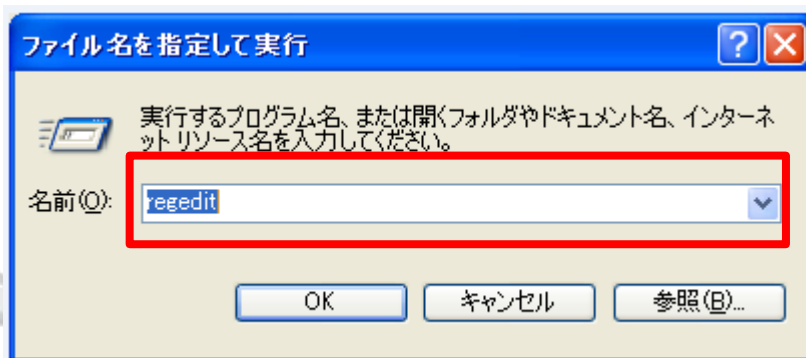 ファイル名を指定して実行
実行するプログラム名、または開くフォルダやドキュメント名、インターネ
ット リソース名を入力してください。
名前(O):
regedit
OK
キャンセル
参照(B)...